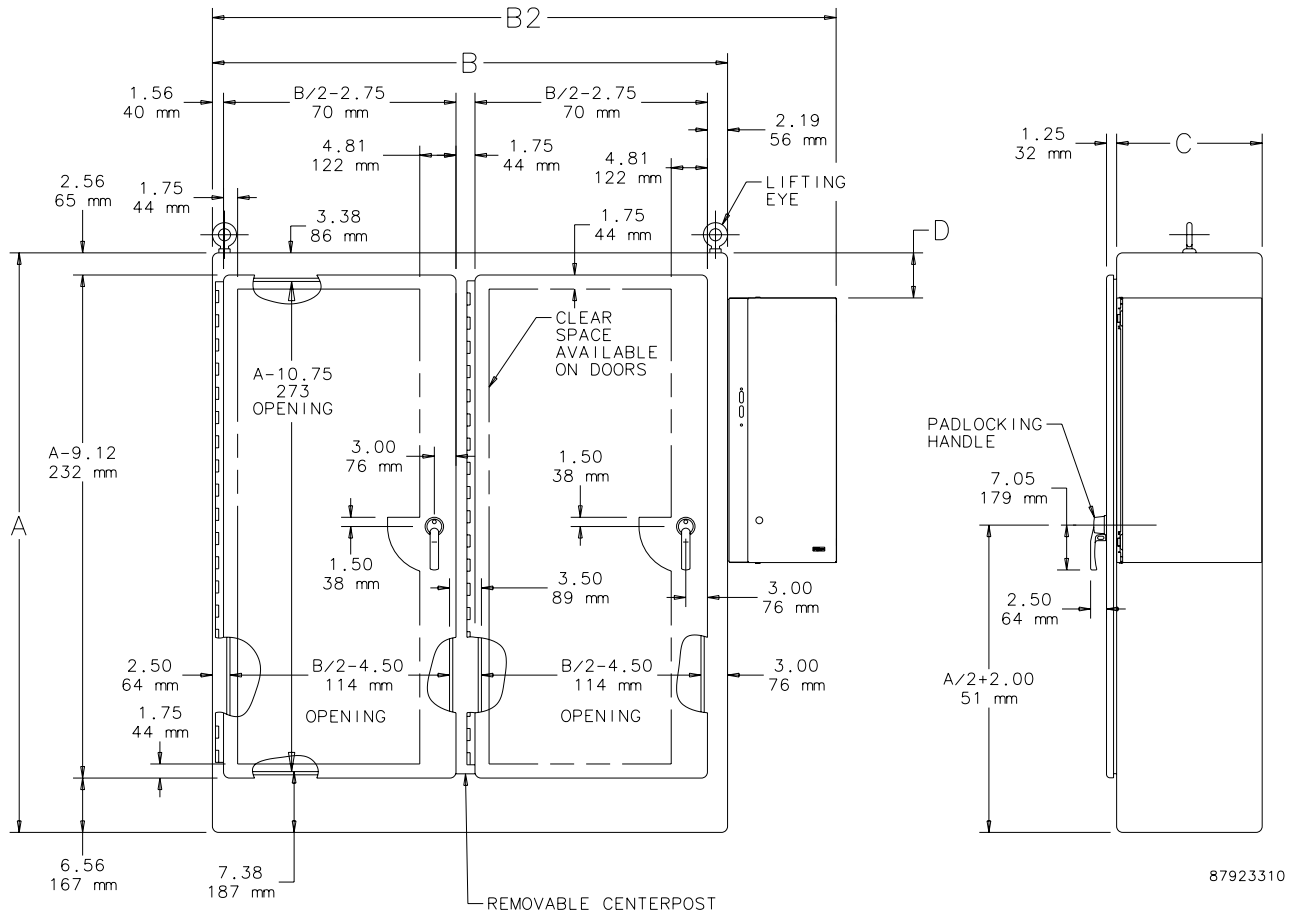 B2
B
1.56
40 mm
B/2-2.75
70 mm
B/2-2.75
70 mm
2.19
56 mm
1.25
32 mm
C
4.81
122 mm
1.75
44 mm
4.81
122 mm
2.56
65 mm
1.75
44 mm
LIFTING
EYE
3.38
86 mm
1.75
44 mm
D
CLEAR
SPACE
AVAILABLE
ON DOORS
A-10.75
273
OPENING
PADLOCKING
HANDLE
A-9.12
232 mm
3.00
76 mm
1.50
38 mm
7.05
179 mm
A
1.50
38 mm
3.50
89 mm
3.00
76 mm
2.50
64 mm
2.50
64 mm
B/2-4.50
114 mm
OPENING
B/2-4.50
114 mm
OPENING
3.00
76 mm
A/2+2.00
51 mm
1.75
44 mm
6.56
167 mm
7.38
187 mm
87923310
REMOVABLE CENTERPOST